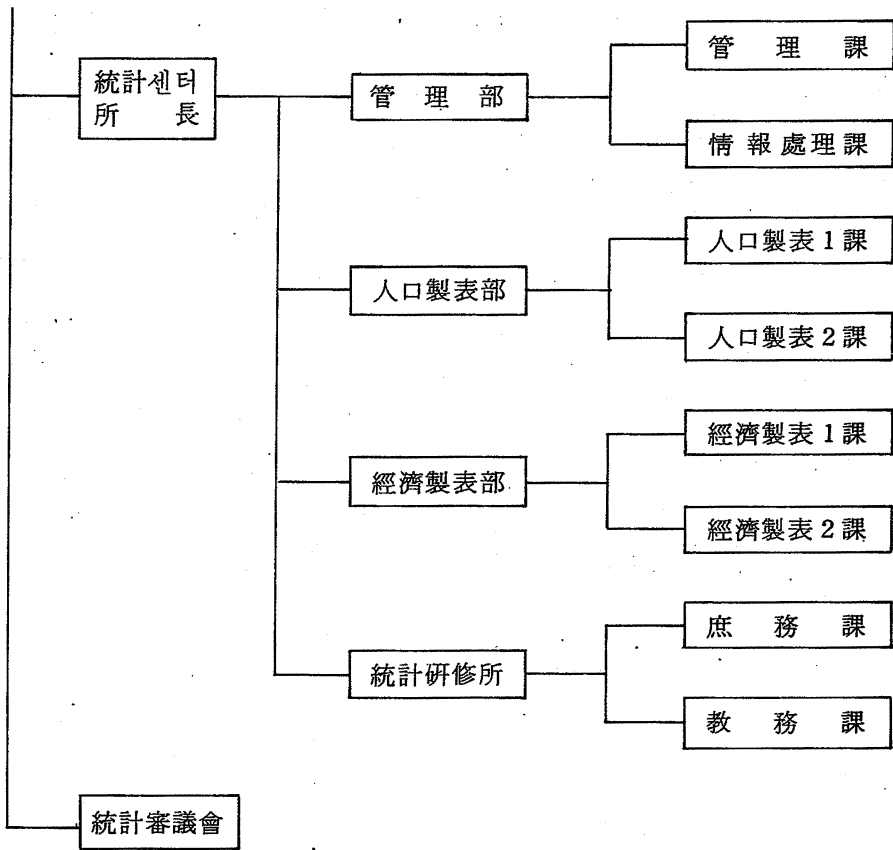 統計센터
所 長
管 理 部
管 理 課
情報處理課
人口製表部
人口製表1課
人口製表2課
經濟製表部
經濟製表1課
經濟製表2課
統計硏修所
庶 務 課
敎 務 課
統計審議會